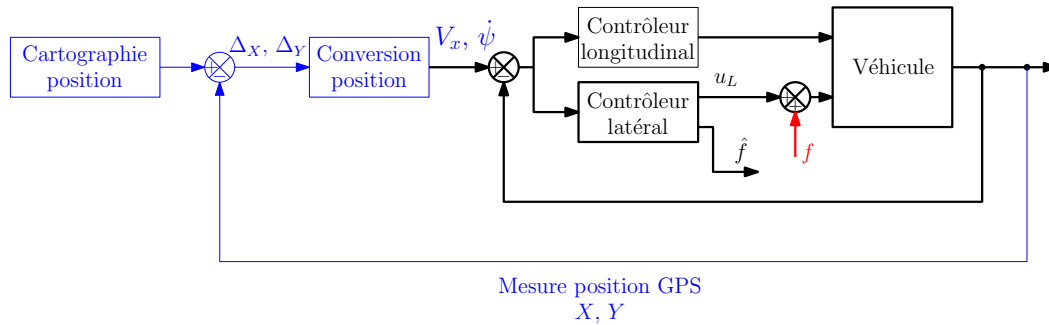 Cartographie
position
Δ_X, Δ_Y
Conversion
position
V_x, ψ̇
Contrôleur
longitudinal
Contrôleur
latéral
u_L
f̂
f
Véhicule
Mesure position GPS
X, Y